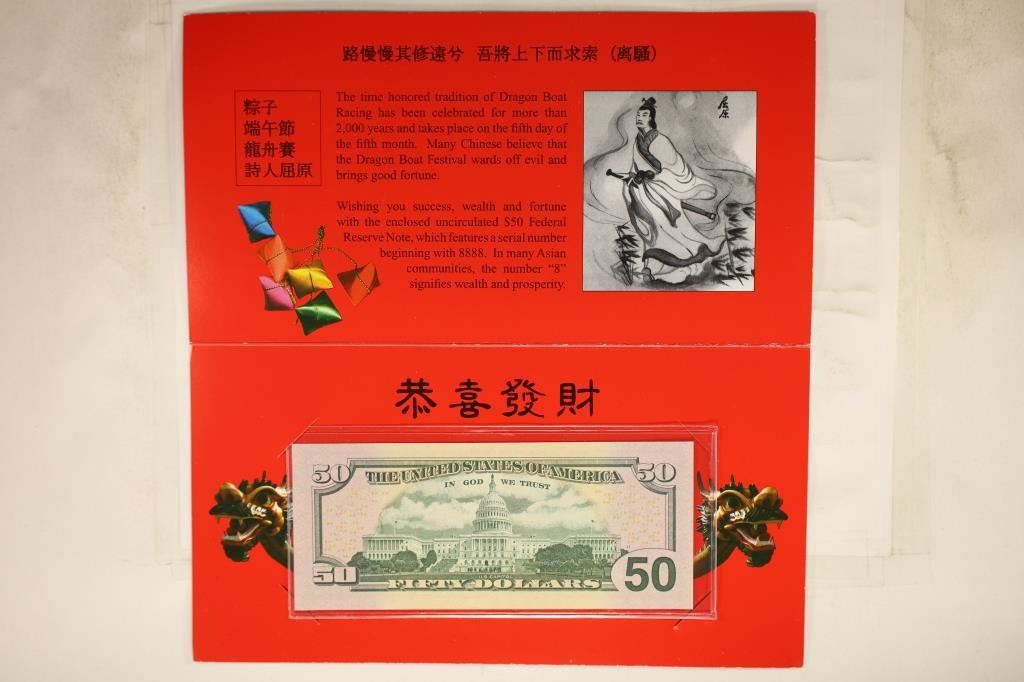 路慢慢其修遠兮 吾將上下而求索 (离騷)
粽子
端午節
龍舟賽
詩人屈原
The time honored tradition of Dragon Boat
Racing has been celebrated for more than
2,000 years and takes place on the fifth day of
the fifth month. Many Chinese believe that
the Dragon Boat Festival wards off evil and
brings good fortune.
Wishing you success, wealth and fortune
with the enclosed uncirculated $50 Federal
Reserve Note, which features a serial number
beginning with 8888. In many Asian
communities, the number “8”
signifies wealth and prosperity.
屈原
恭喜發財
50 THE UNITED STATES OF AMERICA 50
IN GOD WE TRUST
U.S. CAPITOL
50 FIFTY DOLLARS 50